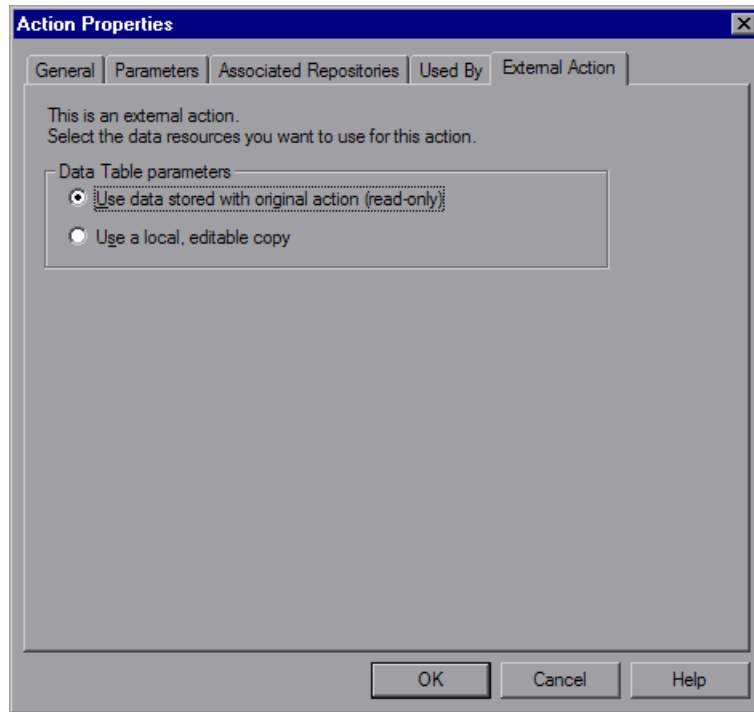 Action Properties
General Parameters Associated Repositories Used By External Action
This is an external action.
Select the data resources you want to use for this action.
Data Table parameters
Use data stored with original action (read-only)
Use a local, editable copy
OK Cancel Help